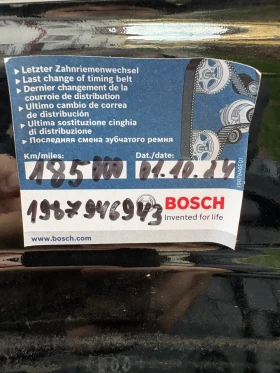 ▸ Letzter Zahnriemenwechsel
▸ Last change of timing belt
▸ Dernier changement de la
courroie de distribution
▸ Ultimo cambio de correa
de distribución
▸ Ultima sostituzione cinghia
di distribuzione
▸ Последняя смена зубчатого ремня
Km/miles: Dat./date:
185 000 01.10.24
1987946943 BOSCH
Invented for life
www.bosch.com